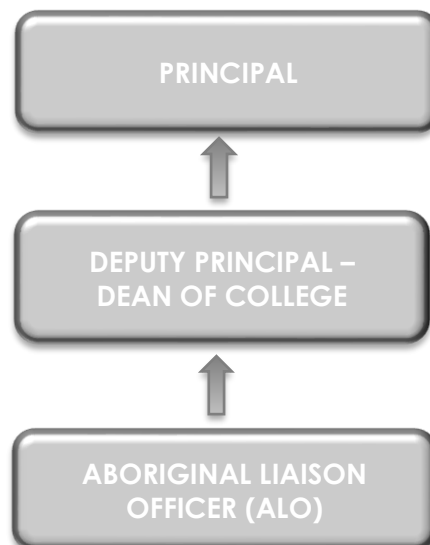 PRINCIPAL
DEPUTY PRINCIPAL –
DEAN OF COLLEGE
ABORIGINAL LIAISON
OFFICER (ALO)